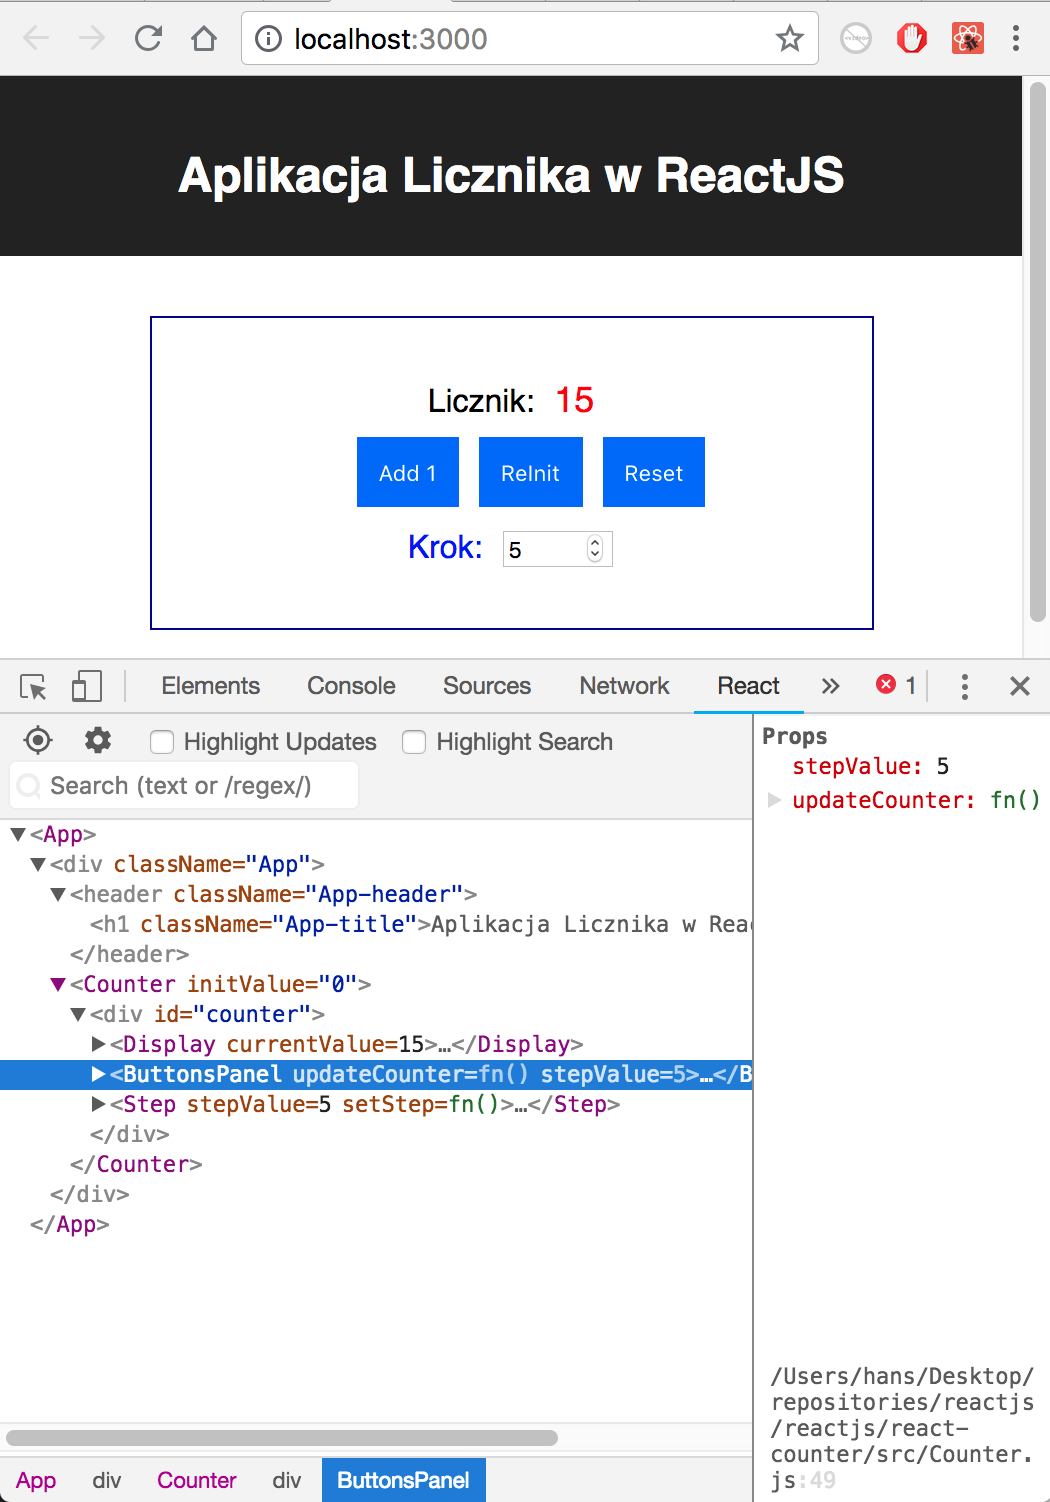 localhost:3000
Aplikacja Licznika w ReactJS
Licznik: 15
Add 1 ReInit Reset
Krok: 5
Elements Console Sources Network React » 1
Highlight Updates Highlight Search
Search (text or /regex/)
<App>
<div className="App">
<header className="App-header">
<h1 className="App-title">Aplikacja Licznika w Reac
</header>
<Counter initValue="0">
<div id="counter">
<Display currentValue=15>…</Display>
<ButtonsPanel updateCounter=fn() stepValue=5>…</B
<Step stepValue=5 setStep=fn()>…</Step>
</div>
</Counter>
</div>
</App>
App div Counter div ButtonsPanel
Props
stepValue: 5
updateCounter: fn()
/Users/hans/Desktop/
repositories/reactjs
/reactjs/react-
counter/src/Counter.
js:49